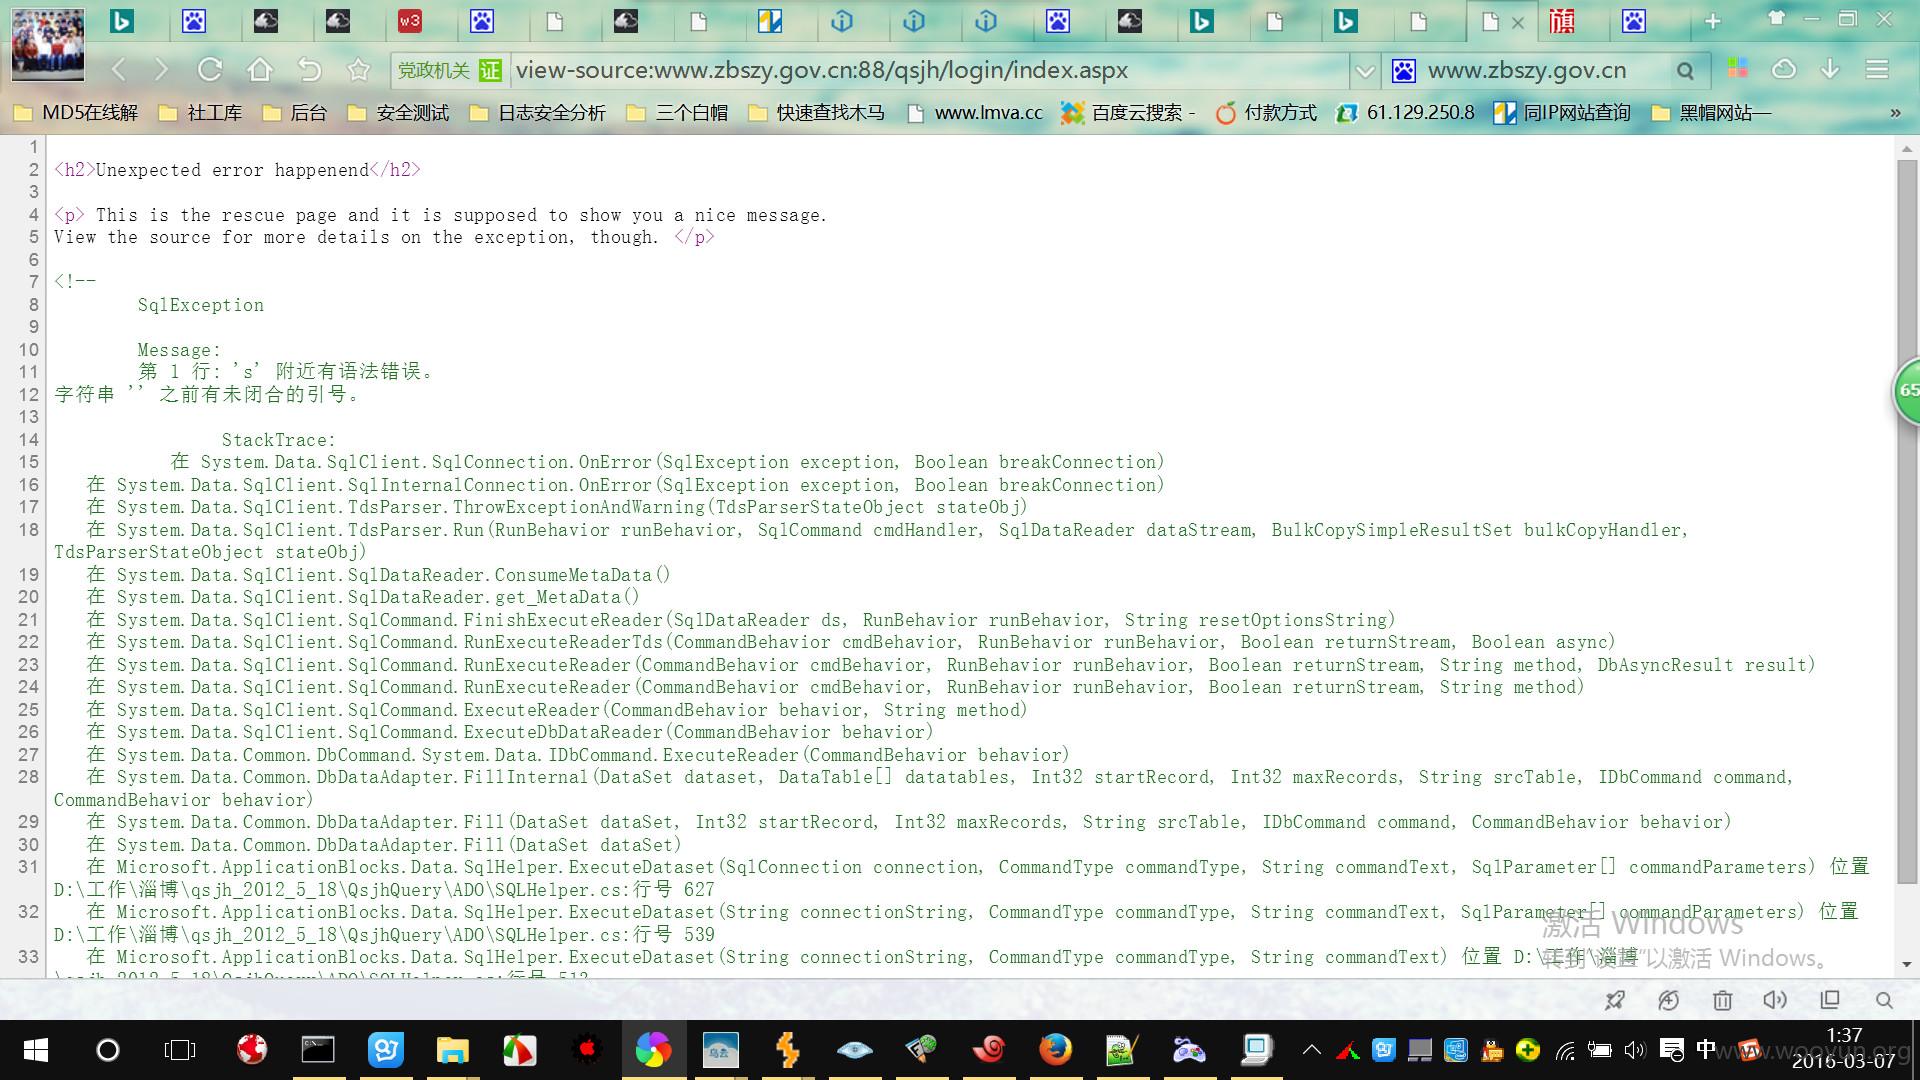 w3
旗
党政机关 证 view-source:www.zbszy.gov.cn:88/qsjh/login/index.aspx www.zbszy.gov.cn
MD5在线解 社工库 后台 安全测试 日志安全分析 三个白帽 快速查找木马 www.lmva.cc 百度云搜索 - 付款方式 61.129.250.8 同IP网站查询 黑帽网站— »
1
2 <h2>Unexpected error happenend</h2>
3
4 <p> This is the rescue page and it is supposed to show you a nice message.
5 View the source for more details on the exception, though. </p>
6
7 <!--
8 SqlException
9
10 Message:
11 第 1 行: 's' 附近有语法错误。
12 字符串 '' 之前有未闭合的引号。
13
14 StackTrace:
15 在 System.Data.SqlClient.SqlConnection.OnError(SqlException exception, Boolean breakConnection)
16 在 System.Data.SqlClient.SqlInternalConnection.OnError(SqlException exception, Boolean breakConnection)
17 在 System.Data.SqlClient.TdsParser.ThrowExceptionAndWarning(TdsParserStateObject stateObj)
18 在 System.Data.SqlClient.TdsParser.Run(RunBehavior runBehavior, SqlCommand cmdHandler, SqlDataReader dataStream, BulkCopySimpleResultSet bulkCopyHandler,
TdsParserStateObject stateObj)
19 在 System.Data.SqlClient.SqlDataReader.ConsumeMetaData()
20 在 System.Data.SqlClient.SqlDataReader.get_MetaData()
21 在 System.Data.SqlClient.SqlCommand.FinishExecuteReader(SqlDataReader ds, RunBehavior runBehavior, String resetOptionsString)
22 在 System.Data.SqlClient.SqlCommand.RunExecuteReaderTds(CommandBehavior cmdBehavior, RunBehavior runBehavior, Boolean returnStream, Boolean async)
23 在 System.Data.SqlClient.SqlCommand.RunExecuteReader(CommandBehavior cmdBehavior, RunBehavior runBehavior, Boolean returnStream, String method, DbAsyncResult result)
24 在 System.Data.SqlClient.SqlCommand.RunExecuteReader(CommandBehavior cmdBehavior, RunBehavior runBehavior, Boolean returnStream, String method)
25 在 System.Data.SqlClient.SqlCommand.ExecuteReader(CommandBehavior behavior, String method)
26 在 System.Data.SqlClient.SqlCommand.ExecuteDbDataReader(CommandBehavior behavior)
27 在 System.Data.Common.DbCommand.System.Data.IDbCommand.ExecuteReader(CommandBehavior behavior)
28 在 System.Data.Common.DbDataAdapter.FillInternal(DataSet dataset, DataTable[] datatables, Int32 startRecord, Int32 maxRecords, String srcTable, IDbCommand command,
CommandBehavior behavior)
29 在 System.Data.Common.DbDataAdapter.Fill(DataSet dataSet, Int32 startRecord, Int32 maxRecords, String srcTable, IDbCommand command, CommandBehavior behavior)
30 在 System.Data.Common.DbDataAdapter.Fill(DataSet dataSet)
31 在 Microsoft.ApplicationBlocks.Data.SqlHelper.ExecuteDataset(SqlConnection connection, CommandType commandType, String commandText, SqlParameter[] commandParameters) 位置
D:\工作\淄博\qsjh_2012_5_18\QsjhQuery\ADO\SQLHelper.cs:行号 627
32 在 Microsoft.ApplicationBlocks.Data.SqlHelper.ExecuteDataset(String connectionString, CommandType commandType, String commandText, SqlParameter[] commandParameters) 位置
D:\工作\淄博\qsjh_2012_5_18\QsjhQuery\ADO\SQLHelper.cs:行号 539
33 在 Microsoft.ApplicationBlocks.Data.SqlHelper.ExecuteDataset(String connectionString, CommandType commandType, String commandText) 位置 D:\工作\淄博
\qsjh_2012_5_18\QsjhQuery\ADO\SQLHelper.cs:行号 513
65
激活 Windows
转到"设置"以激活 Windows。
乌云
中
1:37
2016-03-07
www.wooyun.org